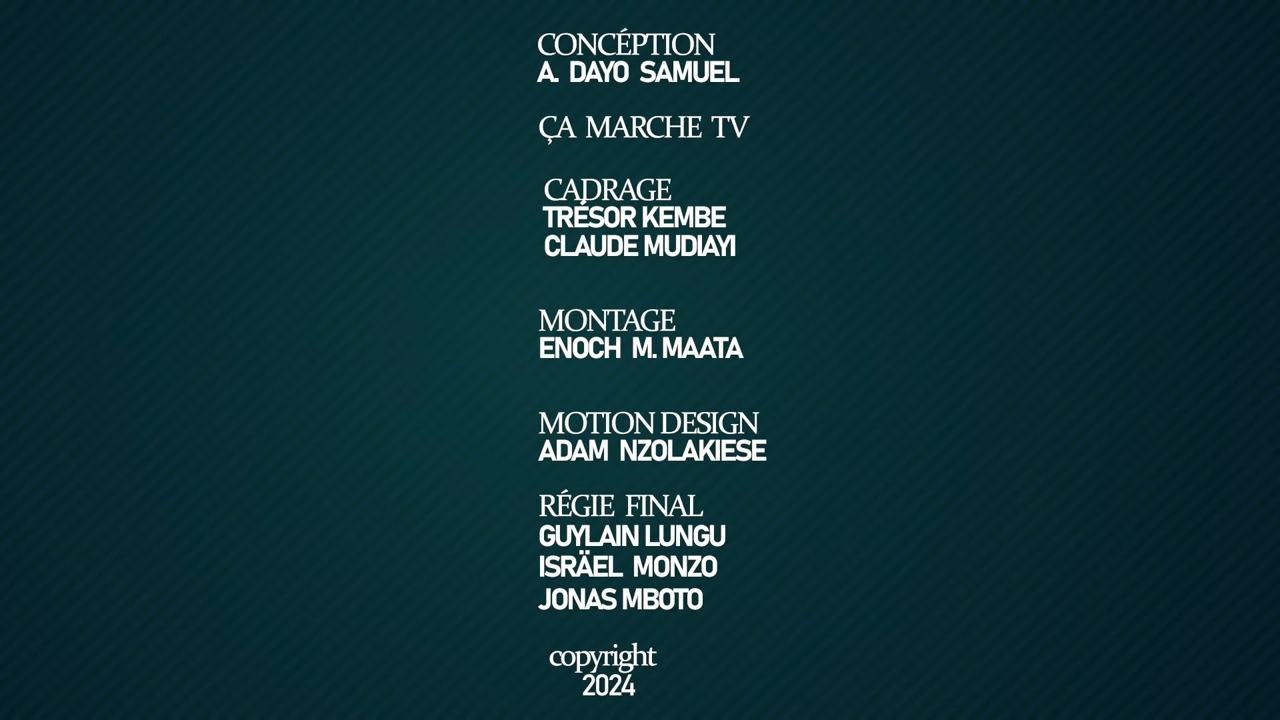 CONCÉPTION
A. DAYO SAMUEL
ÇA MARCHE TV
CADRAGE
TRÉSOR KEMBE
CLAUDE MUDIAYI
MONTAGE
ENOCH M. MAATA
MOTION DESIGN
ADAM NZOLAKIESE
RÉGIE FINAL
GUYLAIN LUNGU
ISRÄEL MONZO
JONAS MBOTO
copyright
2024